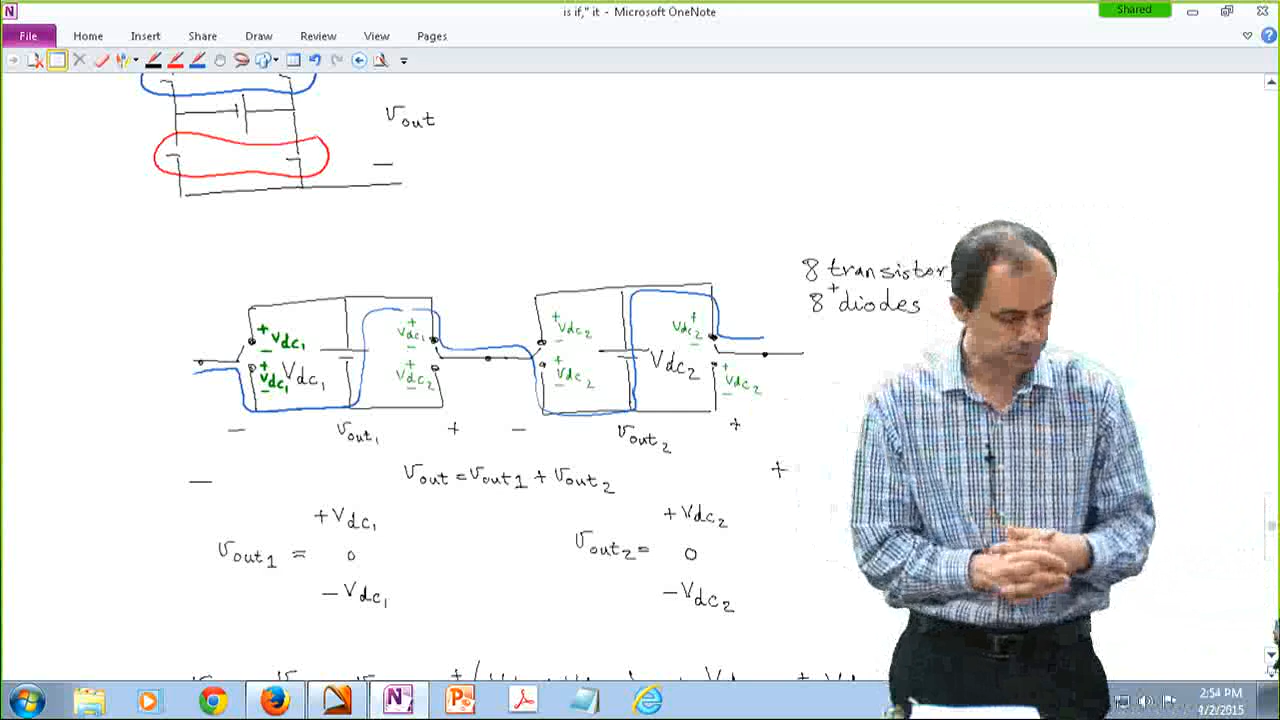 is if," it - Microsoft OneNote
Shared
File Home Insert Share Draw Review View Pages
Vout
−
8 transistor
+
8 diodes
+ Vdc1 −
+ Vdc1 −
Vdc1
+ Vdc1 −
+ Vdc2 −
+ Vdc2 −
+ Vdc2 −
Vdc2
+ Vdc2 −
+ Vdc2 −
− Vout1 + − Vout2 +
− Vout = Vout1 + Vout2 +
+Vdc1 +Vdc2
Vout1 = 0 Vout2 = 0
−Vdc1 −Vdc2
2:54 PM
4/2/2015